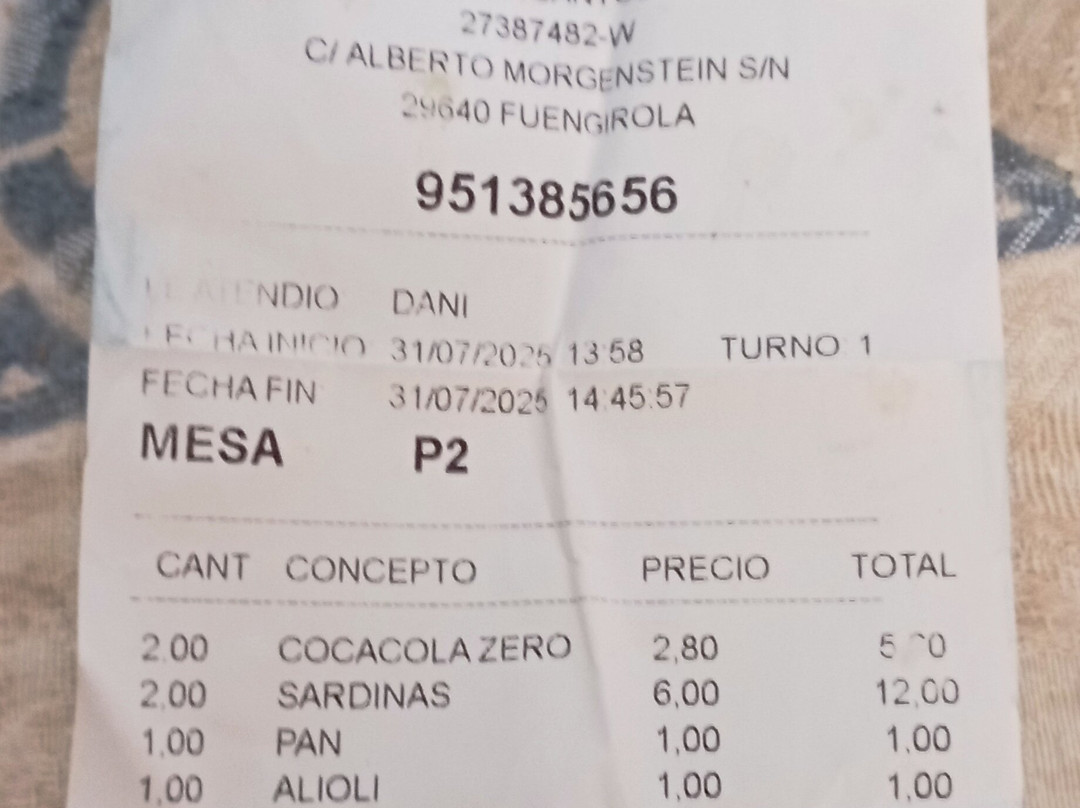 27387482-W
C/ ALBERTO MORGENSTEIN S/N
29640 FUENGIROLA
951385656
DANI
FECHA INICIO 31/07/2025 13:58 TURNO 1
FECHA FIN 31/07/2025 14:45:57
MESA P2
CANT CONCEPTO PRECIO TOTAL
2.00 COCACOLA ZERO 2,80
2,00 SARDINAS 6,00 12,00
1,00 PAN 1,00 1,00
1,00 ALIOLI 1,00 1,00